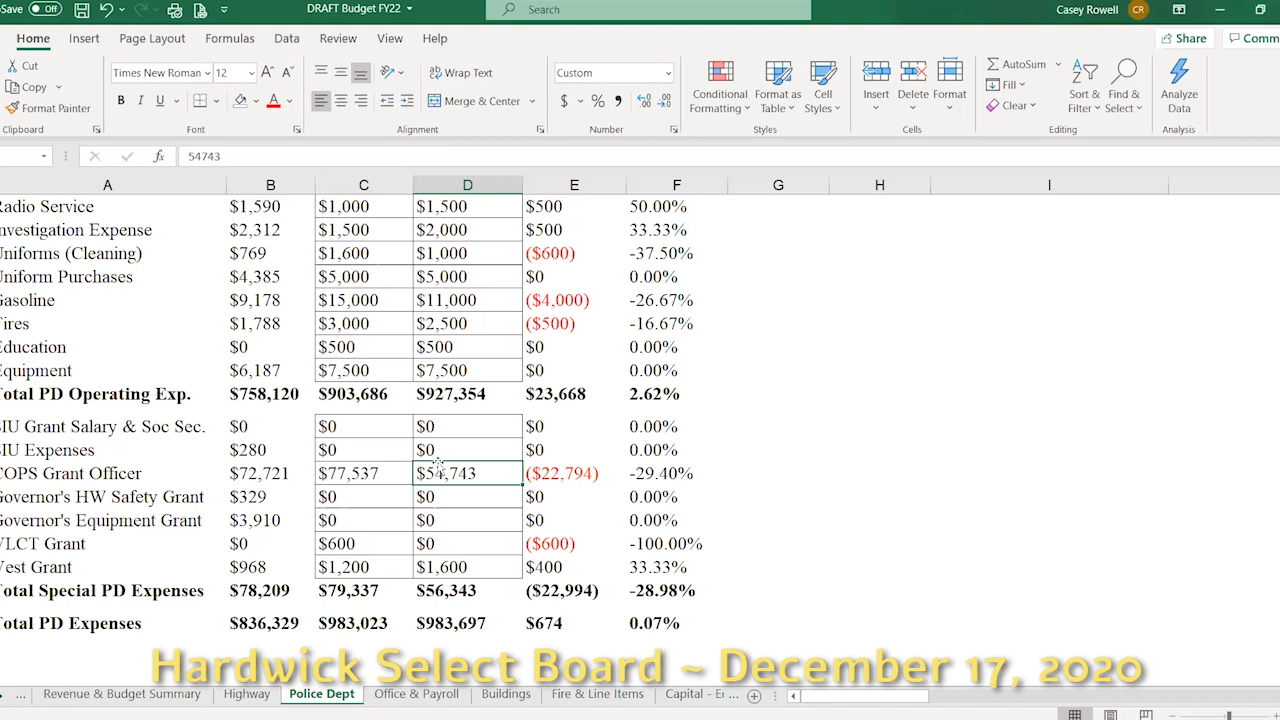 Save Off DRAFT Budget FY22 Search Casey Rowell CR
Home Insert Page Layout Formulas Data Review View Help Share Comm
Cut
Copy
Format Painter
Clipboard
Times New Roman 12
B I U A
Font
Wrap Text
Merge & Center
Alignment
Custom
$ %
Number
Conditional Formatting
Format as Table
Cell Styles
Styles
Insert
Delete
Format
Cells
AutoSum
Fill
Clear
Sort & Filter
Find & Select
Editing
Analyze Data
Analysis
fx 54743
A B C D E F G H I
Radio Service $1,590 $1,000 $1,500 $500 50.00%
nvestigation Expense $2,312 $1,500 $2,000 $500 33.33%
Uniforms (Cleaning) $769 $1,600 $1,000 ($600) -37.50%
Uniform Purchases $4,385 $5,000 $5,000 $0 0.00%
Gasoline $9,178 $15,000 $11,000 ($4,000) -26.67%
Tires $1,788 $3,000 $2,500 ($500) -16.67%
Education $0 $500 $500 $0 0.00%
Equipment $6,187 $7,500 $7,500 $0 0.00%
Total PD Operating Exp. $758,120 $903,686 $927,354 $23,668 2.62%
SIU Grant Salary & Soc Sec. $0 $0 $0 $0 0.00%
SIU Expenses $280 $0 $0 $0 0.00%
COPS Grant Officer $72,721 $77,537 $54,743 ($22,794) -29.40%
Governor's HW Safety Grant $329 $0 $0 $0 0.00%
Governor's Equipment Grant $3,910 $0 $0 $0 0.00%
VLCT Grant $0 $600 $0 ($600) -100.00%
Vest Grant $968 $1,200 $1,600 $400 33.33%
Total Special PD Expenses $78,209 $79,337 $56,343 ($22,994) -28.98%
Total PD Expenses $836,329 $983,023 $983,697 $674 0.07%
Hardwick Select Board ~ December 17, 2020
... Revenue & Budget Summary Highway Police Dept Office & Payroll Buildings Fire & Line Items Capital - Ec ...